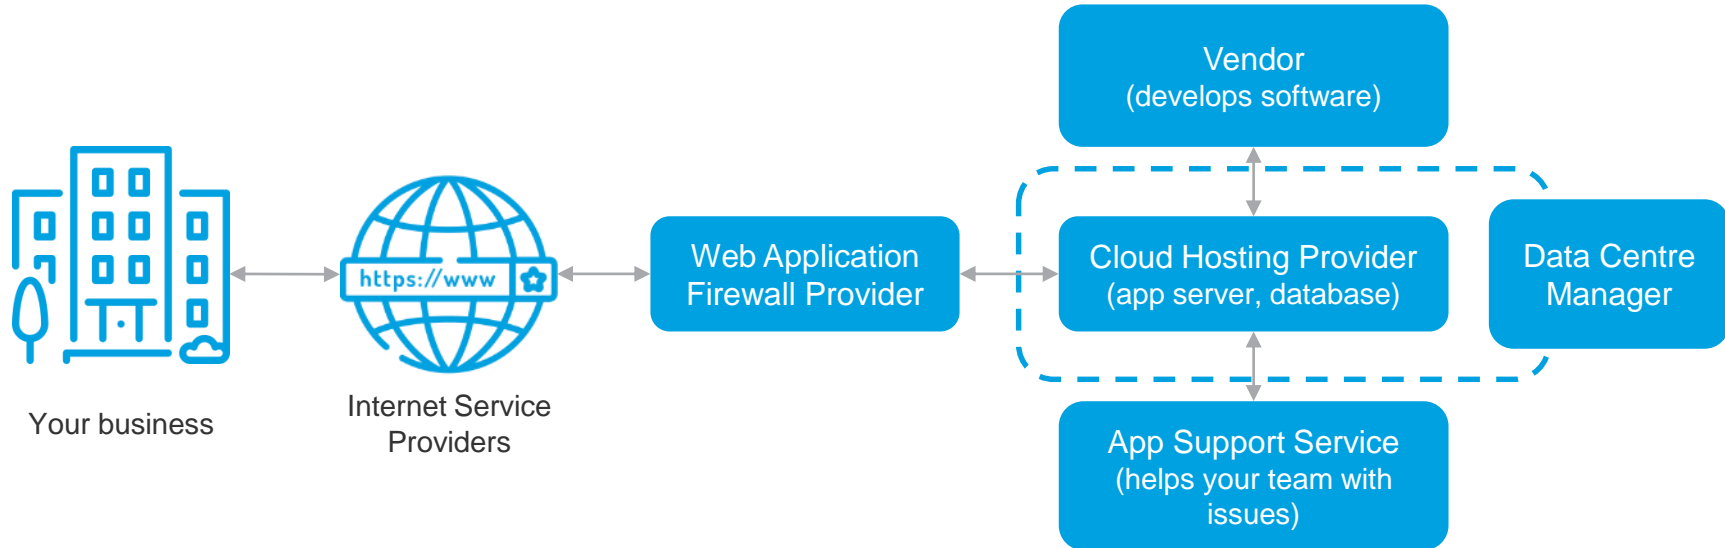 Vendor
(develops software)
https://www
Web Application
Firewall Provider
Cloud Hosting Provider
(app server, database)
Data Centre
Manager
Your business
Internet Service
Providers
App Support Service
(helps your team with
issues)